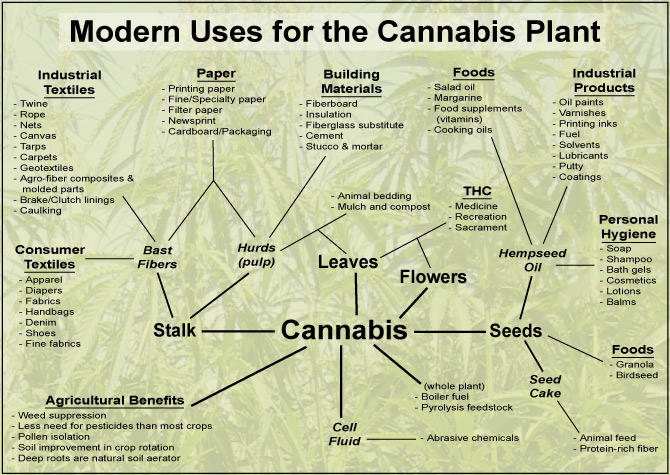 Modern Uses for the Cannabis Plant
Industrial
Textiles
- Twine
- Rope
- Nets
- Canvas
- Tarps
- Carpets
- Geotextiles
- Agro-fiber composites &
molded parts
- Brake/Clutch linings
- Caulking
Paper
- Printing paper
- Fine/Specialty paper
- Filter paper
- Newsprint
- Cardboard/Packaging
Building
Materials
- Fiberboard
- Insulation
- Fiberglass substitute
- Cement
- Stucco & mortar
Foods
- Salad oil
- Margarine
- Food supplements
(vitamins)
- Cooking oils
Industrial
Products
- Oil paints
- Varnishes
- Printing inks
- Fuel
- Solvents
- Lubricants
- Putty
- Coatings
- Animal bedding
- Mulch and compost
THC
- Medicine
- Recreation
- Sacrament
Personal
Hygiene
- Soap
- Shampoo
- Bath gels
- Cosmetics
- Lotions
- Balms
Consumer
Textiles
- Apparel
- Diapers
- Fabrics
- Handbags
- Denim
- Shoes
- Fine fabrics
Bast
Fibers
Hurds
(pulp)
Leaves
Flowers
Hempseed
Oil
Stalk
Cannabis
Seeds
Foods
- Granola
- Birdseed
Seed
Cake
(whole plant)
- Boiler fuel
- Pyrolysis feedstock
Agricultural Benefits
- Weed suppression
- Less need for pesticides than most crops
- Pollen isolation
- Soil improvement in crop rotation
- Deep roots are natural soil aerator
Cell
Fluid
- Abrasive chemicals
- Animal feed
- Protein-rich fiber